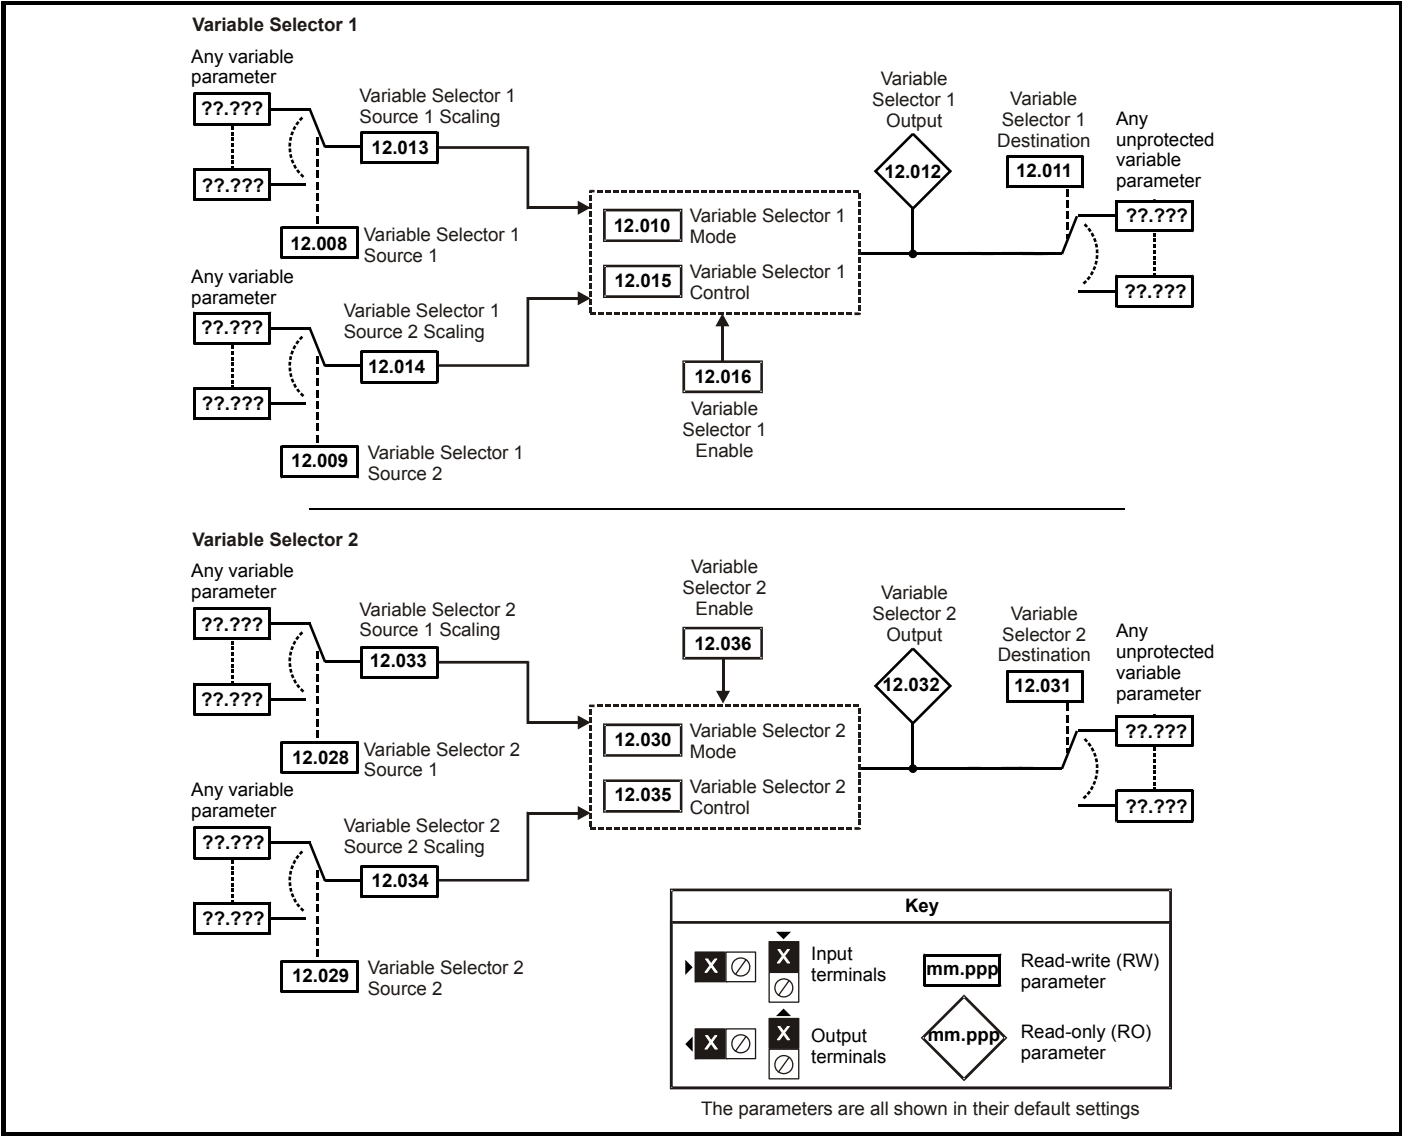 Variable Selector 1
Any variable
parameter
??.???
??.???
Variable Selector 1
Source 1 Scaling
12.013
12.008
Variable Selector 1
Source 1
Any variable
parameter
??.???
??.???
Variable Selector 1
Source 2 Scaling
12.014
12.009
Variable Selector 1
Source 2
12.010
Variable Selector 1
Mode
12.015
Variable Selector 1
Control
12.016
Variable
Selector 1
Enable
Variable
Selector 1
Output
12.012
Variable
Selector 1
Destination
12.011
Any
unprotected
variable
parameter
??.???
??.???
Variable Selector 2
Any variable
parameter
??.???
??.???
Variable Selector 2
Source 1 Scaling
12.033
12.028
Variable Selector 2
Source 1
Any variable
parameter
??.???
??.???
Variable Selector 2
Source 2 Scaling
12.034
12.029
Variable Selector 2
Source 2
Variable
Selector 2
Enable
12.036
12.030
Variable Selector 2
Mode
12.035
Variable Selector 2
Control
Variable
Selector 2
Output
12.032
Variable
Selector 2
Destination
12.031
Any
unprotected
variable
parameter
??.???
??.???
Key
X
X
Input
terminals
mm.ppp
Read-write (RW)
parameter
X
X
Output
terminals
mm.ppp
Read-only (RO)
parameter
The parameters are all shown in their default settings